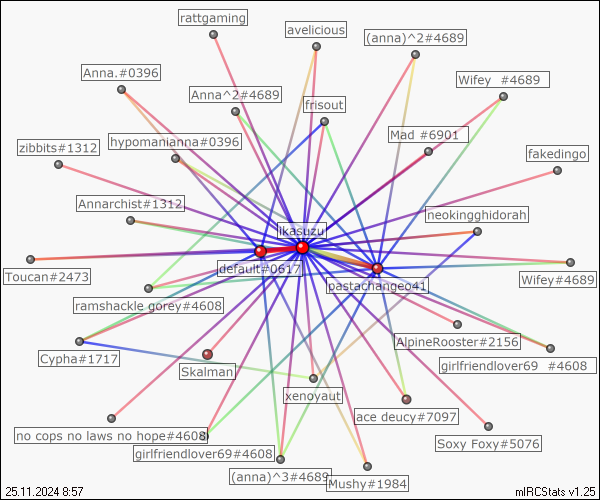 rattgaming
avelicious
(anna)^2#4689
Anna.#0396
Wifey #4689
Anna^2#4689
frisout
Mad #6901
hypomanianna#0396
zibbits#1312
fakedingo
Annarchist#1312
neokingghidorah
ikasuzu
default#0617
Toucan#2473
pastachangeo41
Wifey#4689
ramshackle gorey#4608
AlpineRooster#2156
Cypha#1717
girlfriendlover69 #4608
Skalman
xenoyaut
ace deucy#7097
no cops no laws no hope#4608
Soxy Foxy#5076
girlfriendlover69#4608
(anna)^3#4689
Mushy#1984
25.11.2024 8:57
mIRCStats v1.25